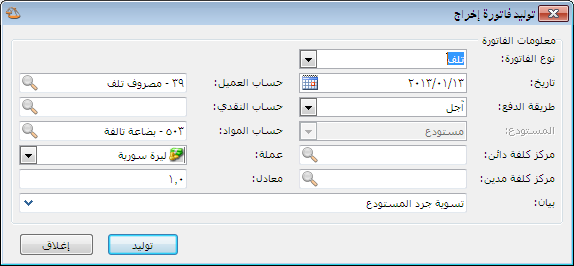 توليد فاتورة إخراج
معلومات الفاتورة
نوع الفاتورة: تلف
تاريخ: ٢٠١٣/٠١/١٣ حساب العميل: ٣٩ - مصروف تلف
طريقة الدفع: آجل حساب النقدي:
المستودع: مستودع حساب المواد: ٥٠٣ - بضاعة تالفة
مركز كلفة دائن: عملة: ليرة سورية
مركز كلفة مدين: معادل: ١,٠
بيان: تسوية جرد المستودع
توليد إغلاق